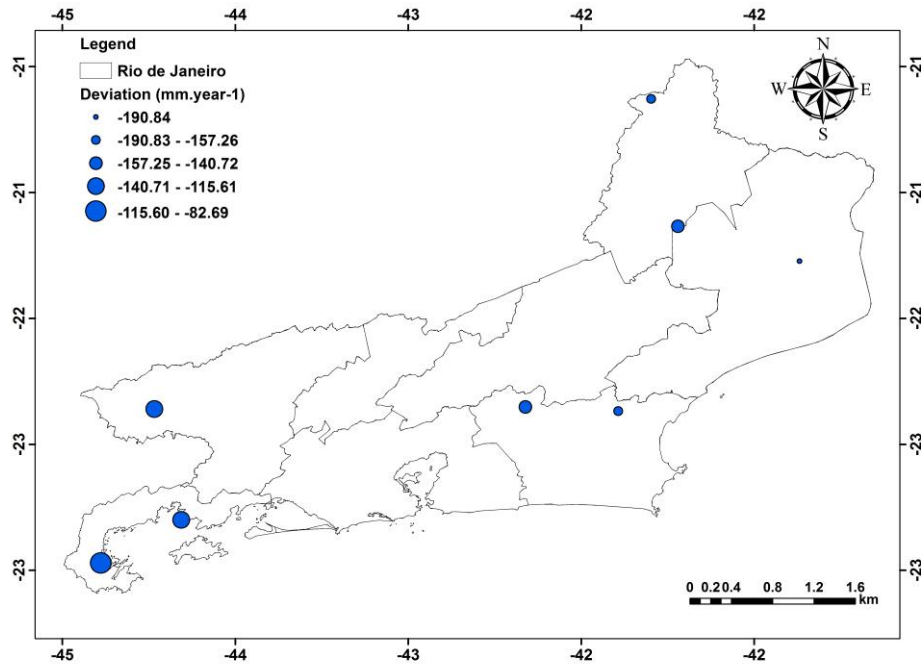 -45 -44 -43 -42 -42
Legend
Rio de Janeiro
Deviation (mm.year-1)
-190.84
-190.83 - -157.26
-157.25 - -140.72
-140.71 - -115.61
-115.60 - -82.69
N
W E
S
-21 -21
-21 -21
-22 -22
-23 -23
-23 -23
0 0.2 0.4 0.8 1.2 1.6
km
-45 -44 -43 -42 -42